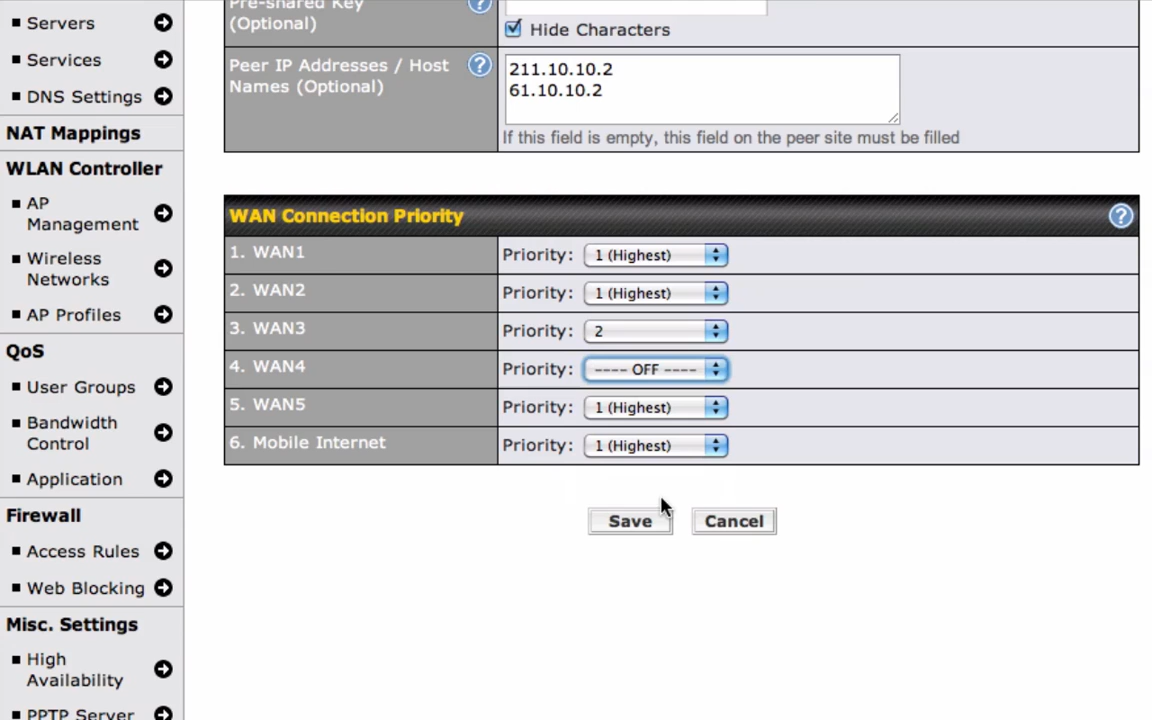 Servers
Services
DNS Settings
NAT Mappings
WLAN Controller
AP
Management
Wireless
Networks
AP Profiles
QoS
User Groups
Bandwidth
Control
Application
Firewall
Access Rules
Web Blocking
Misc. Settings
High
Availability
PPTP Server
Pre-shared Key
(Optional)
?
Hide Characters
Peer IP Addresses / Host
Names (Optional)
?
211.10.10.2
61.10.10.2
If this field is empty, this field on the peer site must be filled
WAN Connection Priority
?
1. WAN1 Priority: 1 (Highest)
2. WAN2 Priority: 1 (Highest)
3. WAN3 Priority: 2
4. WAN4 Priority: ---- OFF ----
5. WAN5 Priority: 1 (Highest)
6. Mobile Internet Priority: 1 (Highest)
Save Cancel